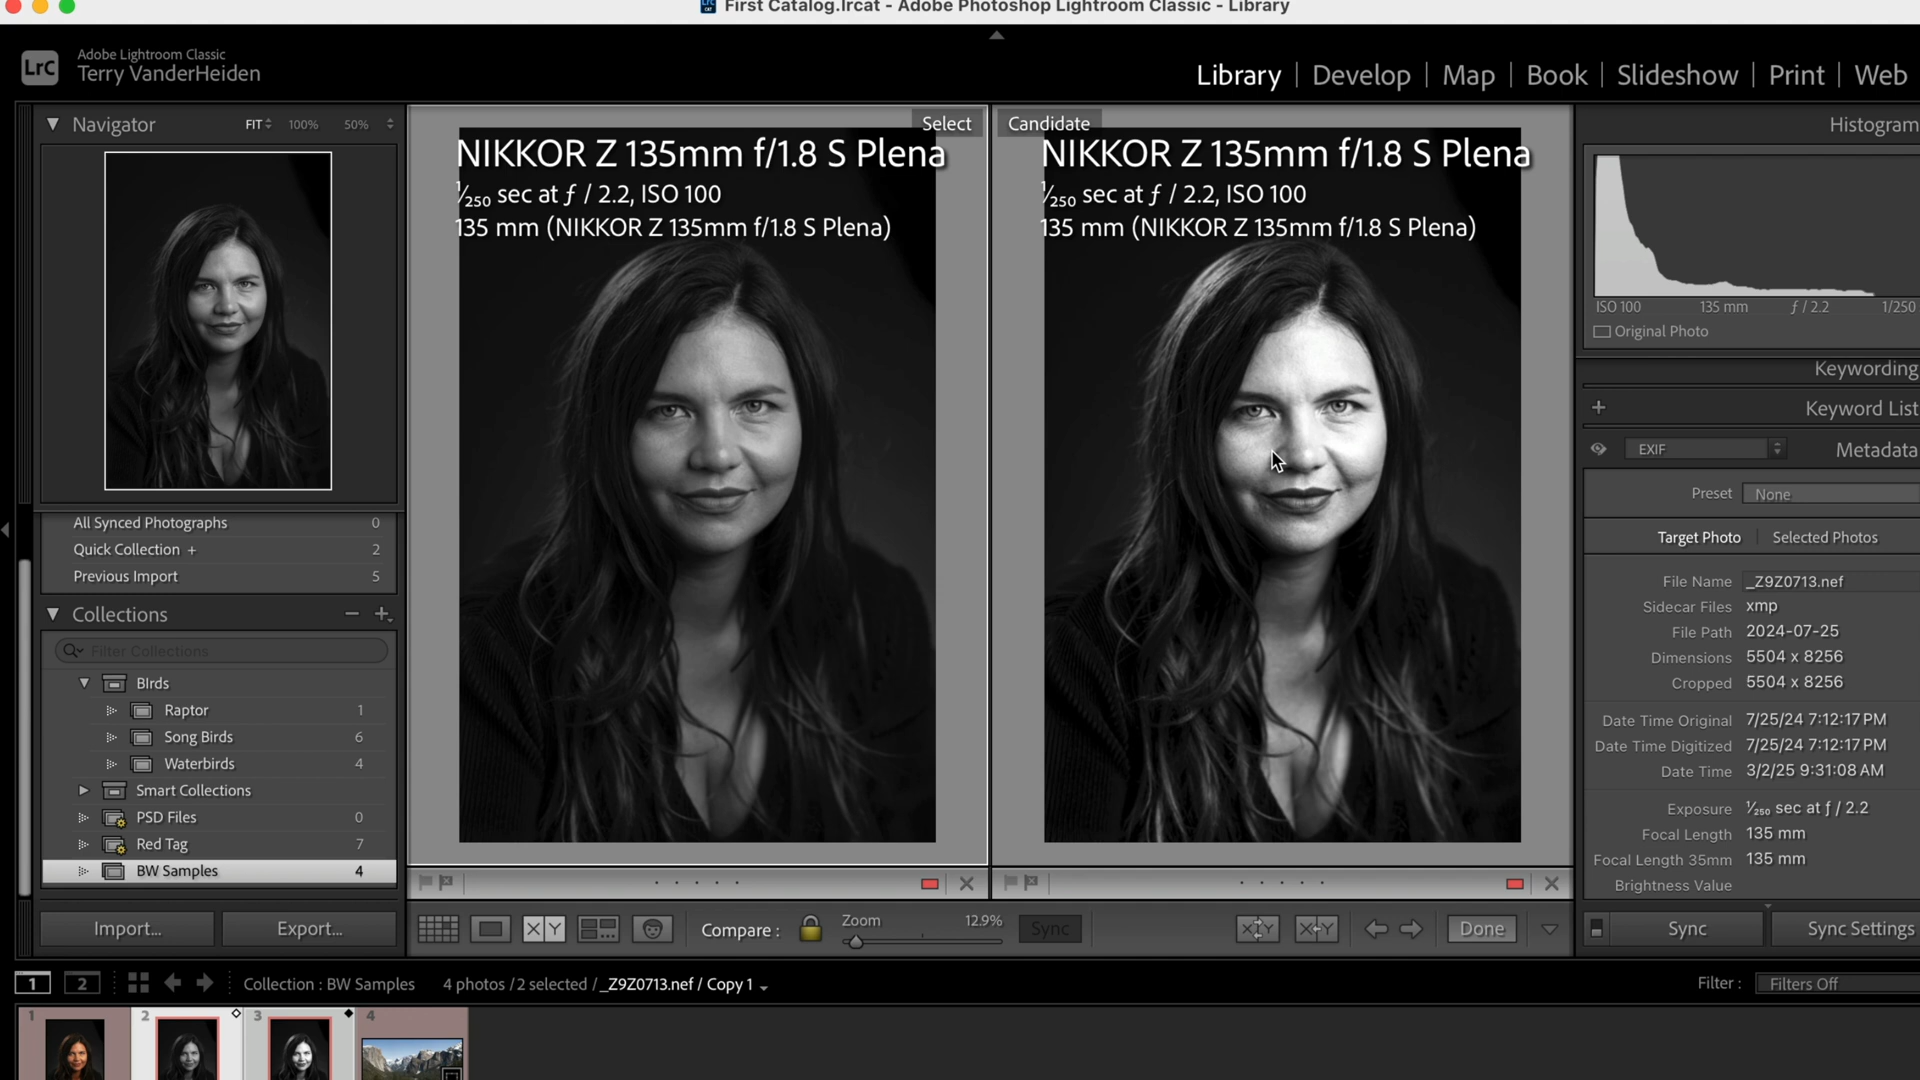 First Catalog.lrcat - Adobe Photoshop Lightroom Classic - Library
LrC
Adobe Lightroom Classic
Terry VanderHeiden
Library | Develop | Map | Book | Slideshow | Print | Web
Navigator FIT 100% 50%
Select
NIKKOR Z 135mm f/1.8 S Plena
1/250 sec at ƒ / 2.2, ISO 100
135 mm (NIKKOR Z 135mm f/1.8 S Plena)
Candidate
NIKKOR Z 135mm f/1.8 S Plena
1/250 sec at ƒ / 2.2, ISO 100
135 mm (NIKKOR Z 135mm f/1.8 S Plena)
Histogram
ISO 100 135 mm ƒ / 2.2 1/250
Original Photo
Keywording
+ Keyword List
EXIF Metadata
Preset None
Target Photo | Selected Photos
File Name _Z9Z0713.nef
Sidecar Files xmp
File Path 2024-07-25
Dimensions 5504 x 8256
Cropped 5504 x 8256
Date Time Original 7/25/24 7:12:17 PM
Date Time Digitized 7/25/24 7:12:17 PM
Date Time 3/2/25 9:31:08 AM
Exposure 1/250 sec at ƒ / 2.2
Focal Length 135 mm
Focal Length 35mm 135 mm
Brightness Value
All Synced Photographs 0
Quick Collection + 2
Previous Import 5
Collections − +
Filter Collections
BIrds
Raptor 1
Song Birds 6
Waterbirds 4
Smart Collections
PSD Files 0
Red Tag 7
BW Samples 4
Import... Export...
X Y Compare : Zoom 12.9% Sync
X Y X Y Done
Sync Sync Settings
1 2 Collection : BW Samples 4 photos / 2 selected / _Z9Z0713.nef / Copy 1
Filter : Filters Off
1 2 3 4